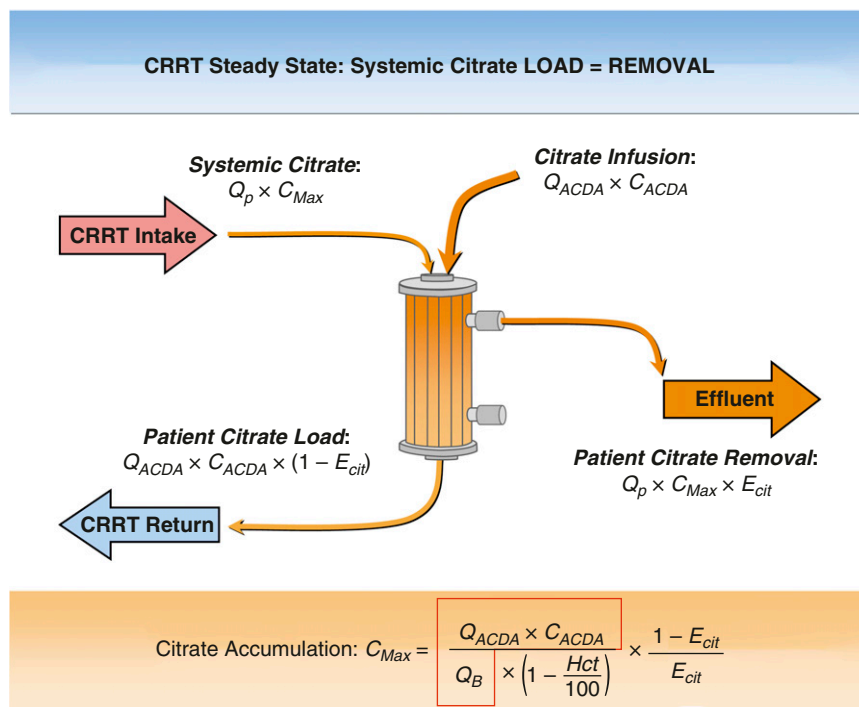 CRRT Steady State: Systemic Citrate LOAD = REMOVAL
Systemic Citrate:
Qp × CMax
Citrate Infusion:
QACDA × CACDA
CRRT Intake
Effluent
Patient Citrate Load:
QACDA × CACDA × (1 − Ecit)
Patient Citrate Removal:
Qp × CMax × Ecit
CRRT Return
Citrate Accumulation: CMax = QACDA × CACDA / QB × (1 − Hct/100) × 1 − Ecit / Ecit